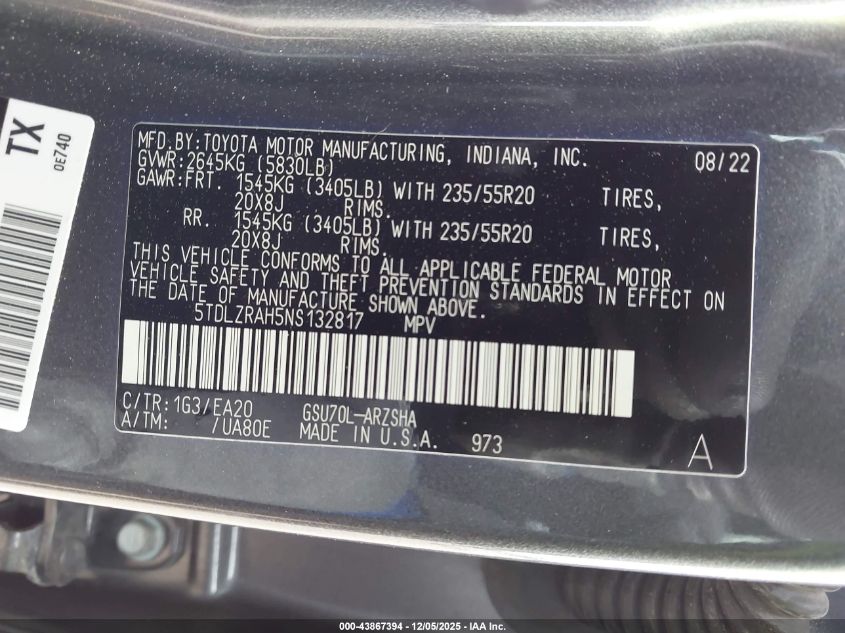 TX
0E740
MFD.BY:TOYOTA MOTOR MANUFACTURING, INDIANA, INC. 08/22
GVWR:2645KG (5830LB)
GAWR:FRT. 1545KG (3405LB) WITH 235/55R20 TIRES,
20X8J RIMS.
RR. 1545KG (3405LB) WITH 235/55R20 TIRES,
20X8J RIMS.
THIS VEHICLE CONFORMS TO ALL APPLICABLE FEDERAL MOTOR
VEHICLE SAFETY AND THEFT PREVENTION STANDARDS IN EFFECT ON
THE DATE OF MANUFACTURE SHOWN ABOVE.
5TDLZRAH5NS132817 MPV
C/TR:1G3/EA20 GSU70L-ARZSHA
A/TM: /UA80E MADE IN U.S.A. 973
A
000-43867394 - 12/05/2025 - IAA Inc.